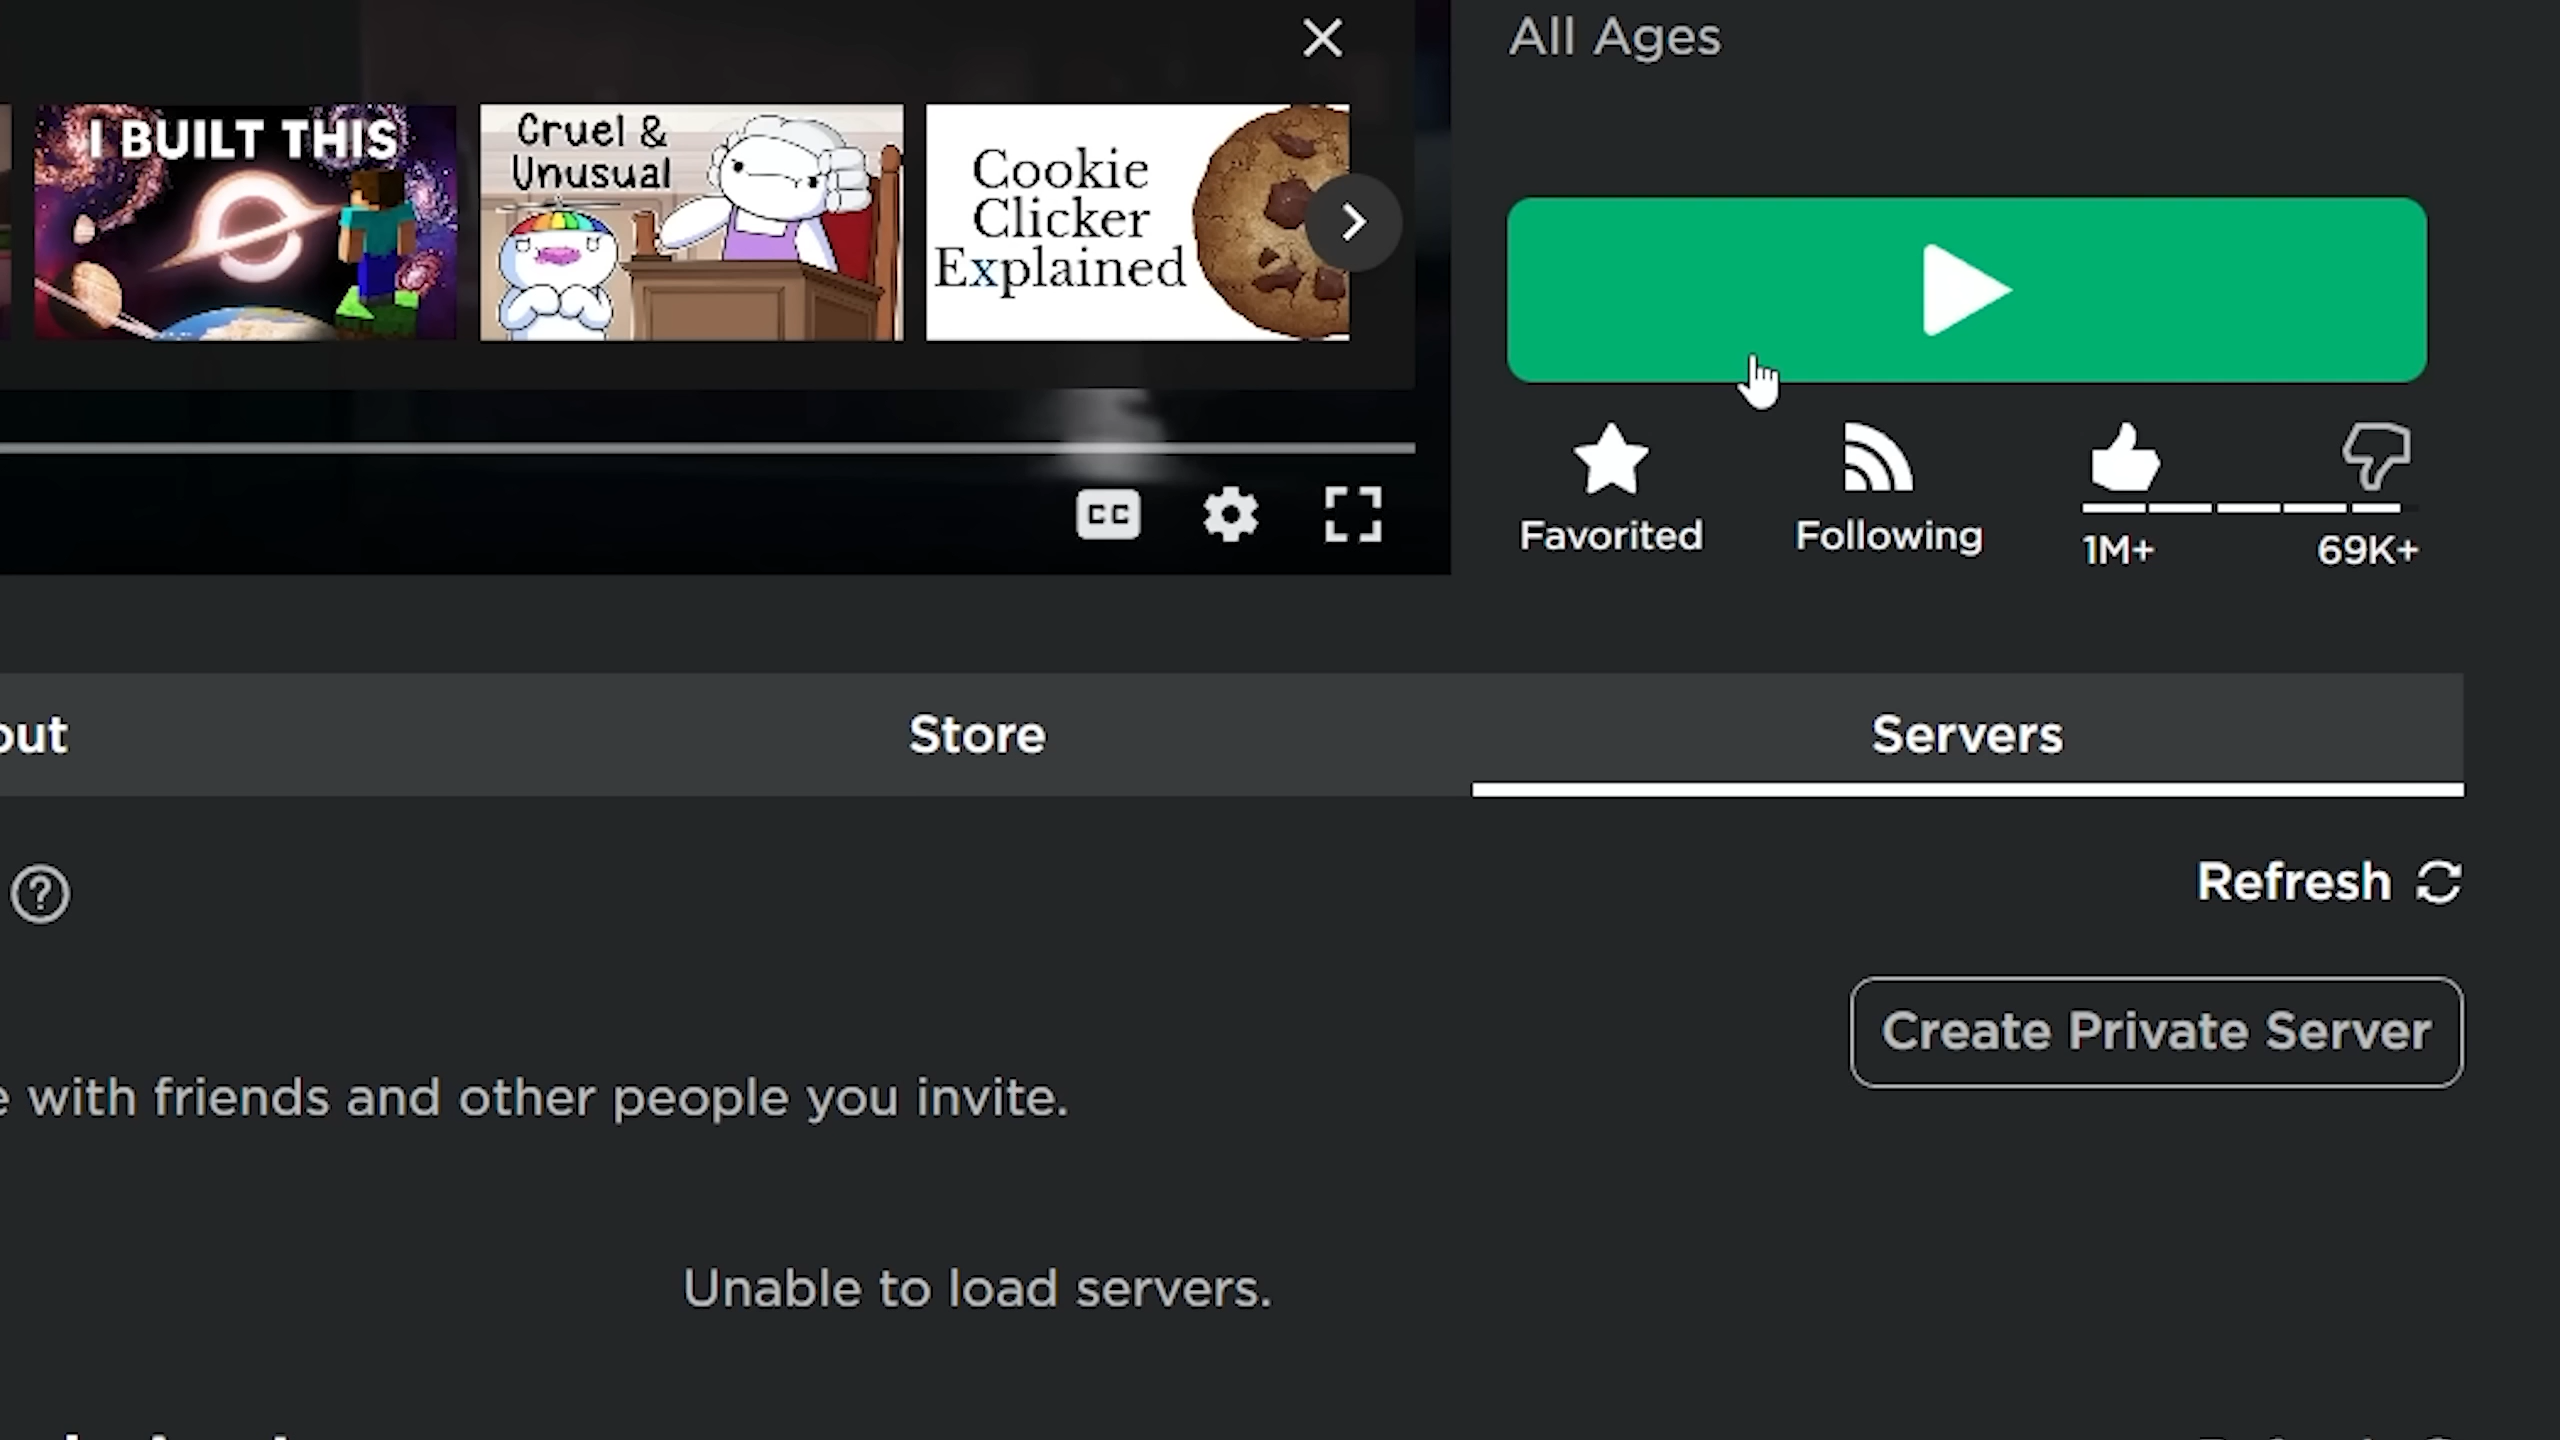 All Ages
I BUILT THIS
Cruel &
Unusual
Cookie
Clicker
Explained
CC
Favorited
Following
1M+
69K+
out
Store
Servers
Refresh
Create Private Server
e with friends and other people you invite.
Unable to load servers.